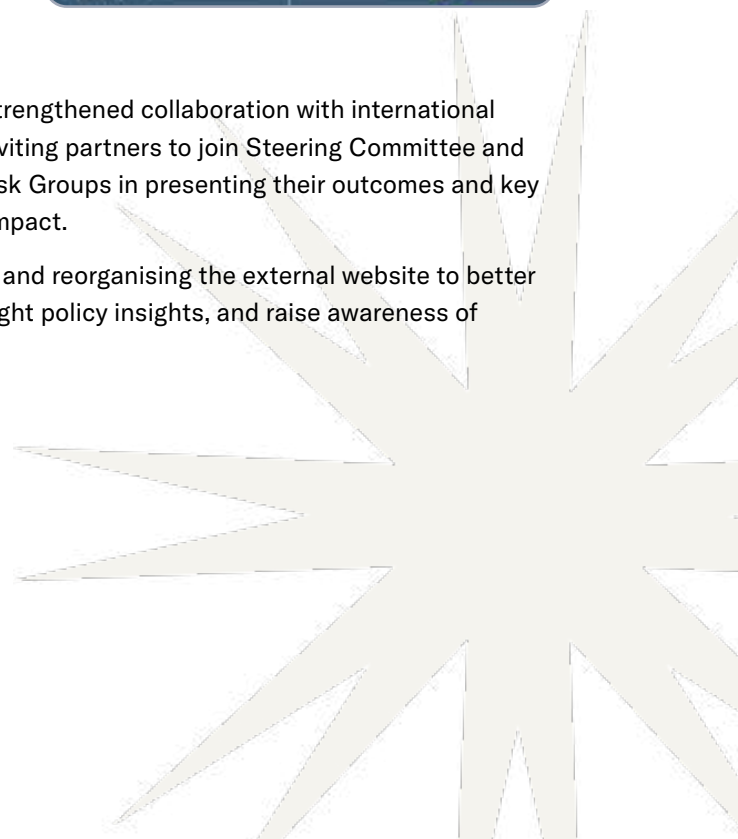 trengthened collaboration with international
viting partners to join Steering Committee and
sk Groups in presenting their outcomes and key
mpact.
and reorganising the external website to better
ght policy insights, and raise awareness of